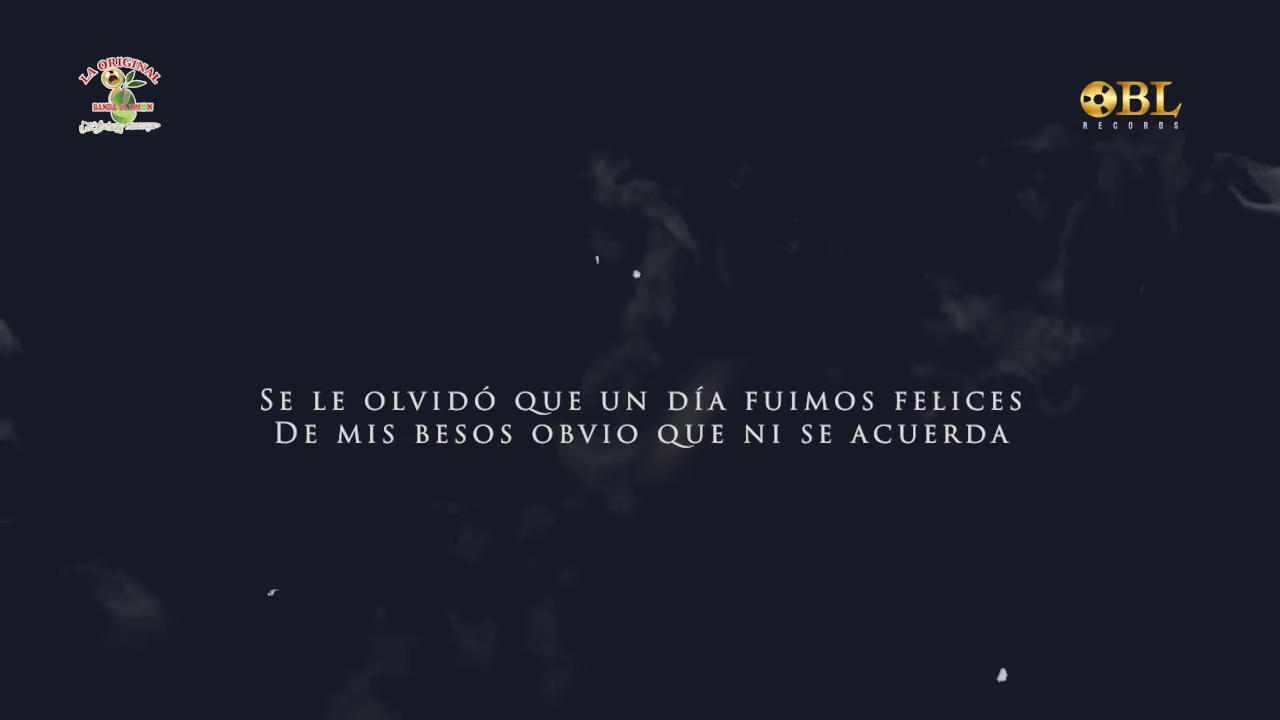 LA ORIGINAL
BANDA EL LIMÓN
OBL
RECORDS
SE LE OLVIDÓ QUE UN DÍA FUIMOS FELICES
DE MIS BESOS OBVIO QUE NI SE ACUERDA